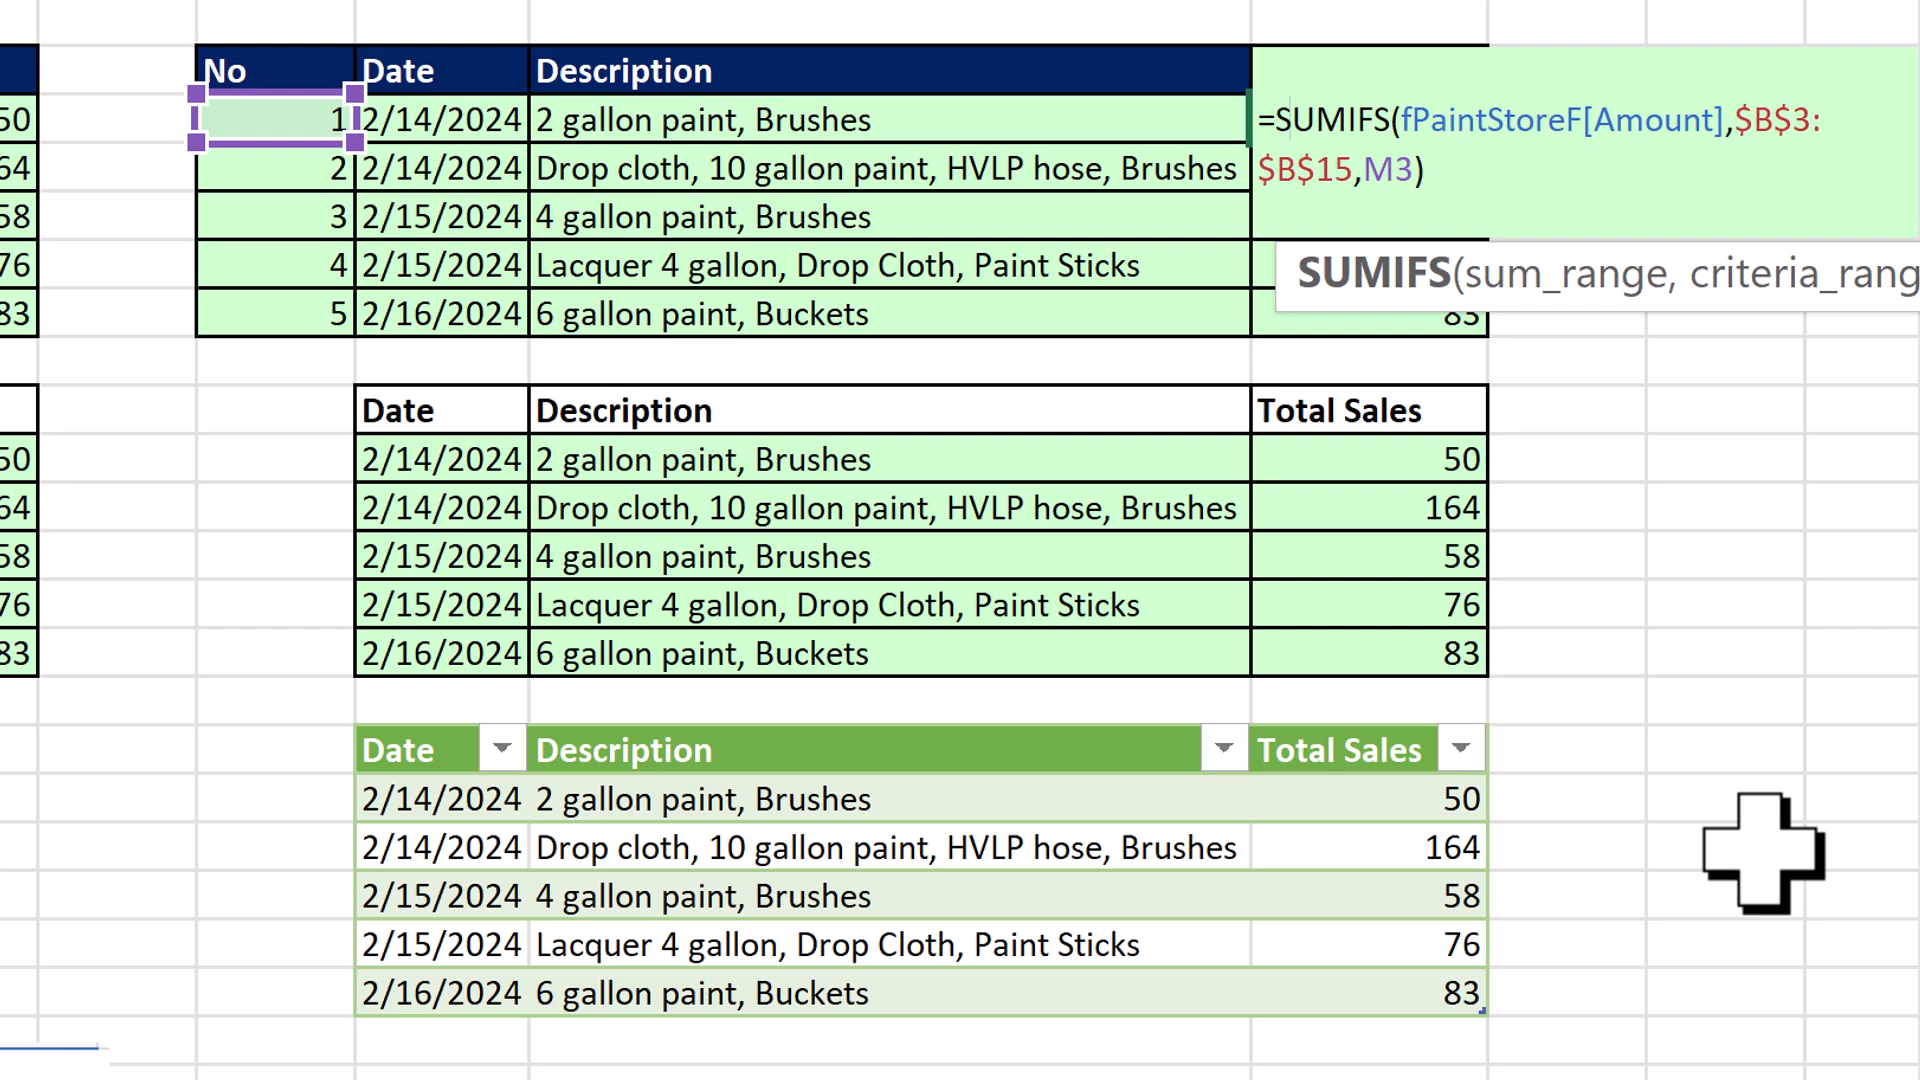 No Date Description
50 1 2/14/2024 2 gallon paint, Brushes =SUMIFS(fPaintStoreF[Amount],$B$3:
64 2 2/14/2024 Drop cloth, 10 gallon paint, HVLP hose, Brushes $B$15,M3)
58 3 2/15/2024 4 gallon paint, Brushes
76 4 2/15/2024 Lacquer 4 gallon, Drop Cloth, Paint Sticks SUMIFS(sum_range, criteria_rang
83 5 2/16/2024 6 gallon paint, Buckets 83
Date Description Total Sales
50 2/14/2024 2 gallon paint, Brushes 50
64 2/14/2024 Drop cloth, 10 gallon paint, HVLP hose, Brushes 164
58 2/15/2024 4 gallon paint, Brushes 58
76 2/15/2024 Lacquer 4 gallon, Drop Cloth, Paint Sticks 76
83 2/16/2024 6 gallon paint, Buckets 83
Date Description Total Sales
2/14/2024 2 gallon paint, Brushes 50
2/14/2024 Drop cloth, 10 gallon paint, HVLP hose, Brushes 164
2/15/2024 4 gallon paint, Brushes 58
2/15/2024 Lacquer 4 gallon, Drop Cloth, Paint Sticks 76
2/16/2024 6 gallon paint, Buckets 83